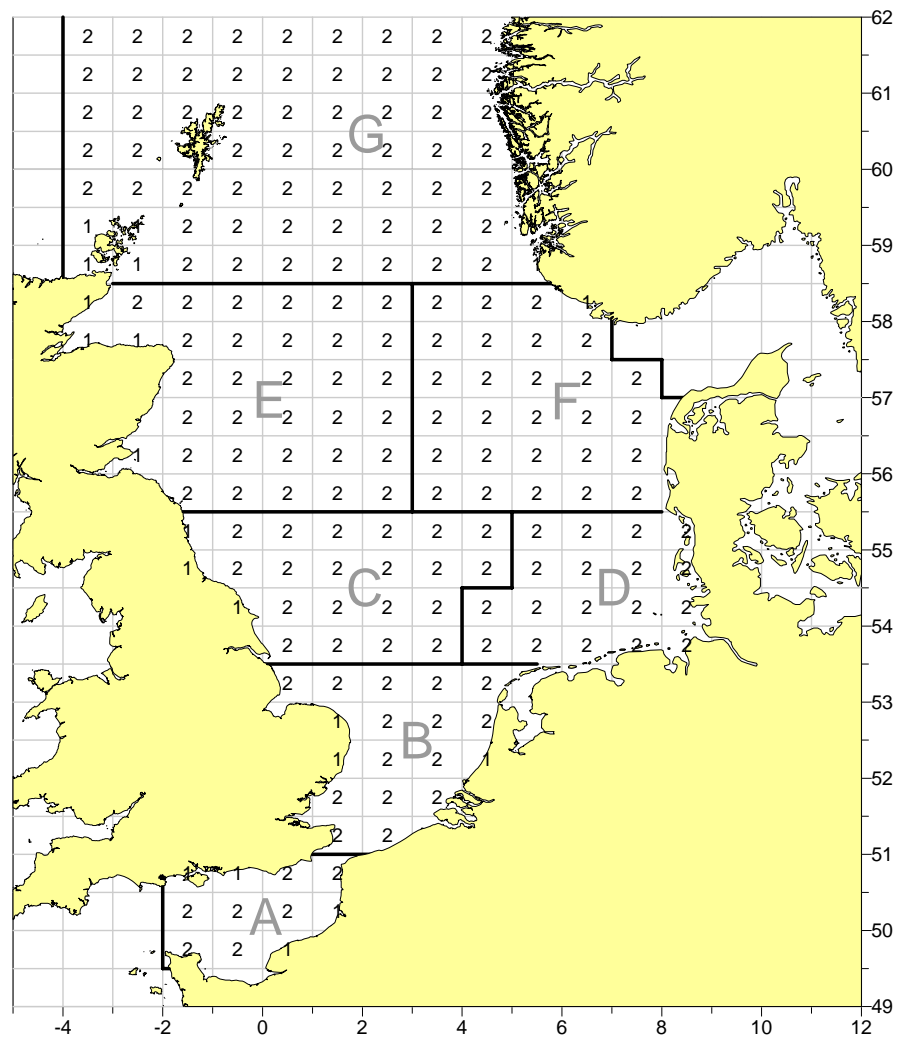 62
2 2 2 2 2 2 2 2 2
2 2 2 2 2 2 2 2 2
61
2 2 2 2 2 2 2 2 2
G
2 2 2 2 2 2 2 2
60
2 2 2 2 2 2 2 2 2
1 2 2 2 2 2 2 2
59
1 1 2 2 2 2 2 2 2
1 2 2 2 2 2 2 2 2 2 1
58
1 1 2 2 2 2 2 2 2 2 2
2 2 2 2 2 2 2 2 2 2
57
E F
2 2 2 2 2 2 2 2 2 2
1 2 2 2 2 2 2 2 2 2 2
56
2 2 2 2 2 2 2 2 2 2
1 2 2 2 2 2 2 2 2 2 2
55
1 2 2 2 2 2 2 2 2 2 2
C D
1 2 2 2 2 2 2 2 2 2
54
2 2 2 2 2 2 2 2 2
2 2 2 2 2
53
1 2 2 2
B
1 2 2 1
52
2 2 2
2 2
51
1 1 2 2
2 2 2 1
A
50
2 2 1
49
-4 -2 0 2 4 6 8 10 12